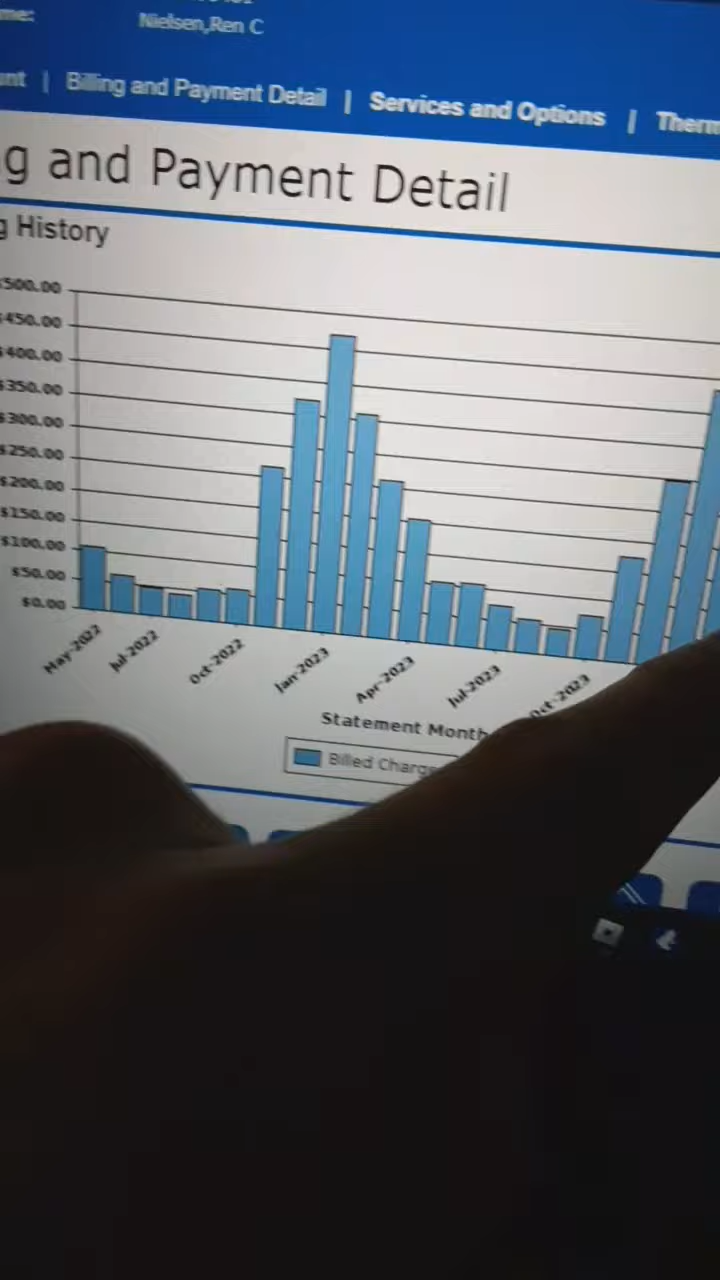 me:
Nielsen,Ren C
nt | Billing and Payment Detail | Services and Options | Therm
g and Payment Detail
g History
$500.00
$450.00
$400.00
$350.00
$300.00
$250.00
$200.00
$150.00
$100.00
$50.00
$0.00
May-2022 Jul-2022 Oct-2022 Jan-2023 Apr-2023 Jul-2023 Oct-2023
Statement Month
Billed Charg